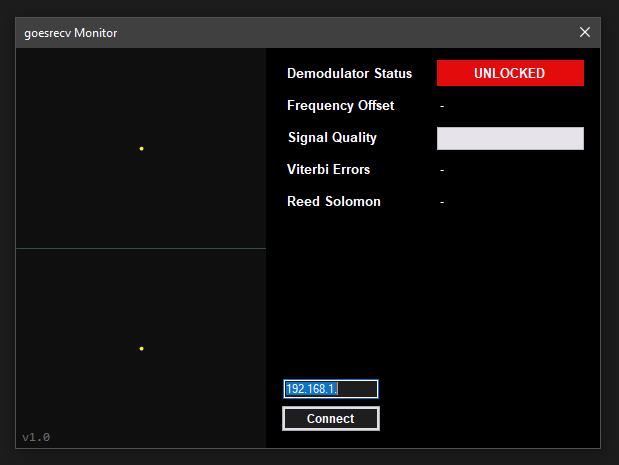 goesrecv Monitor
Demodulator Status UNLOCKED
Frequency Offset -
Signal Quality
Viterbi Errors -
Reed Solomon -
192.168.1.
Connect
v1.0